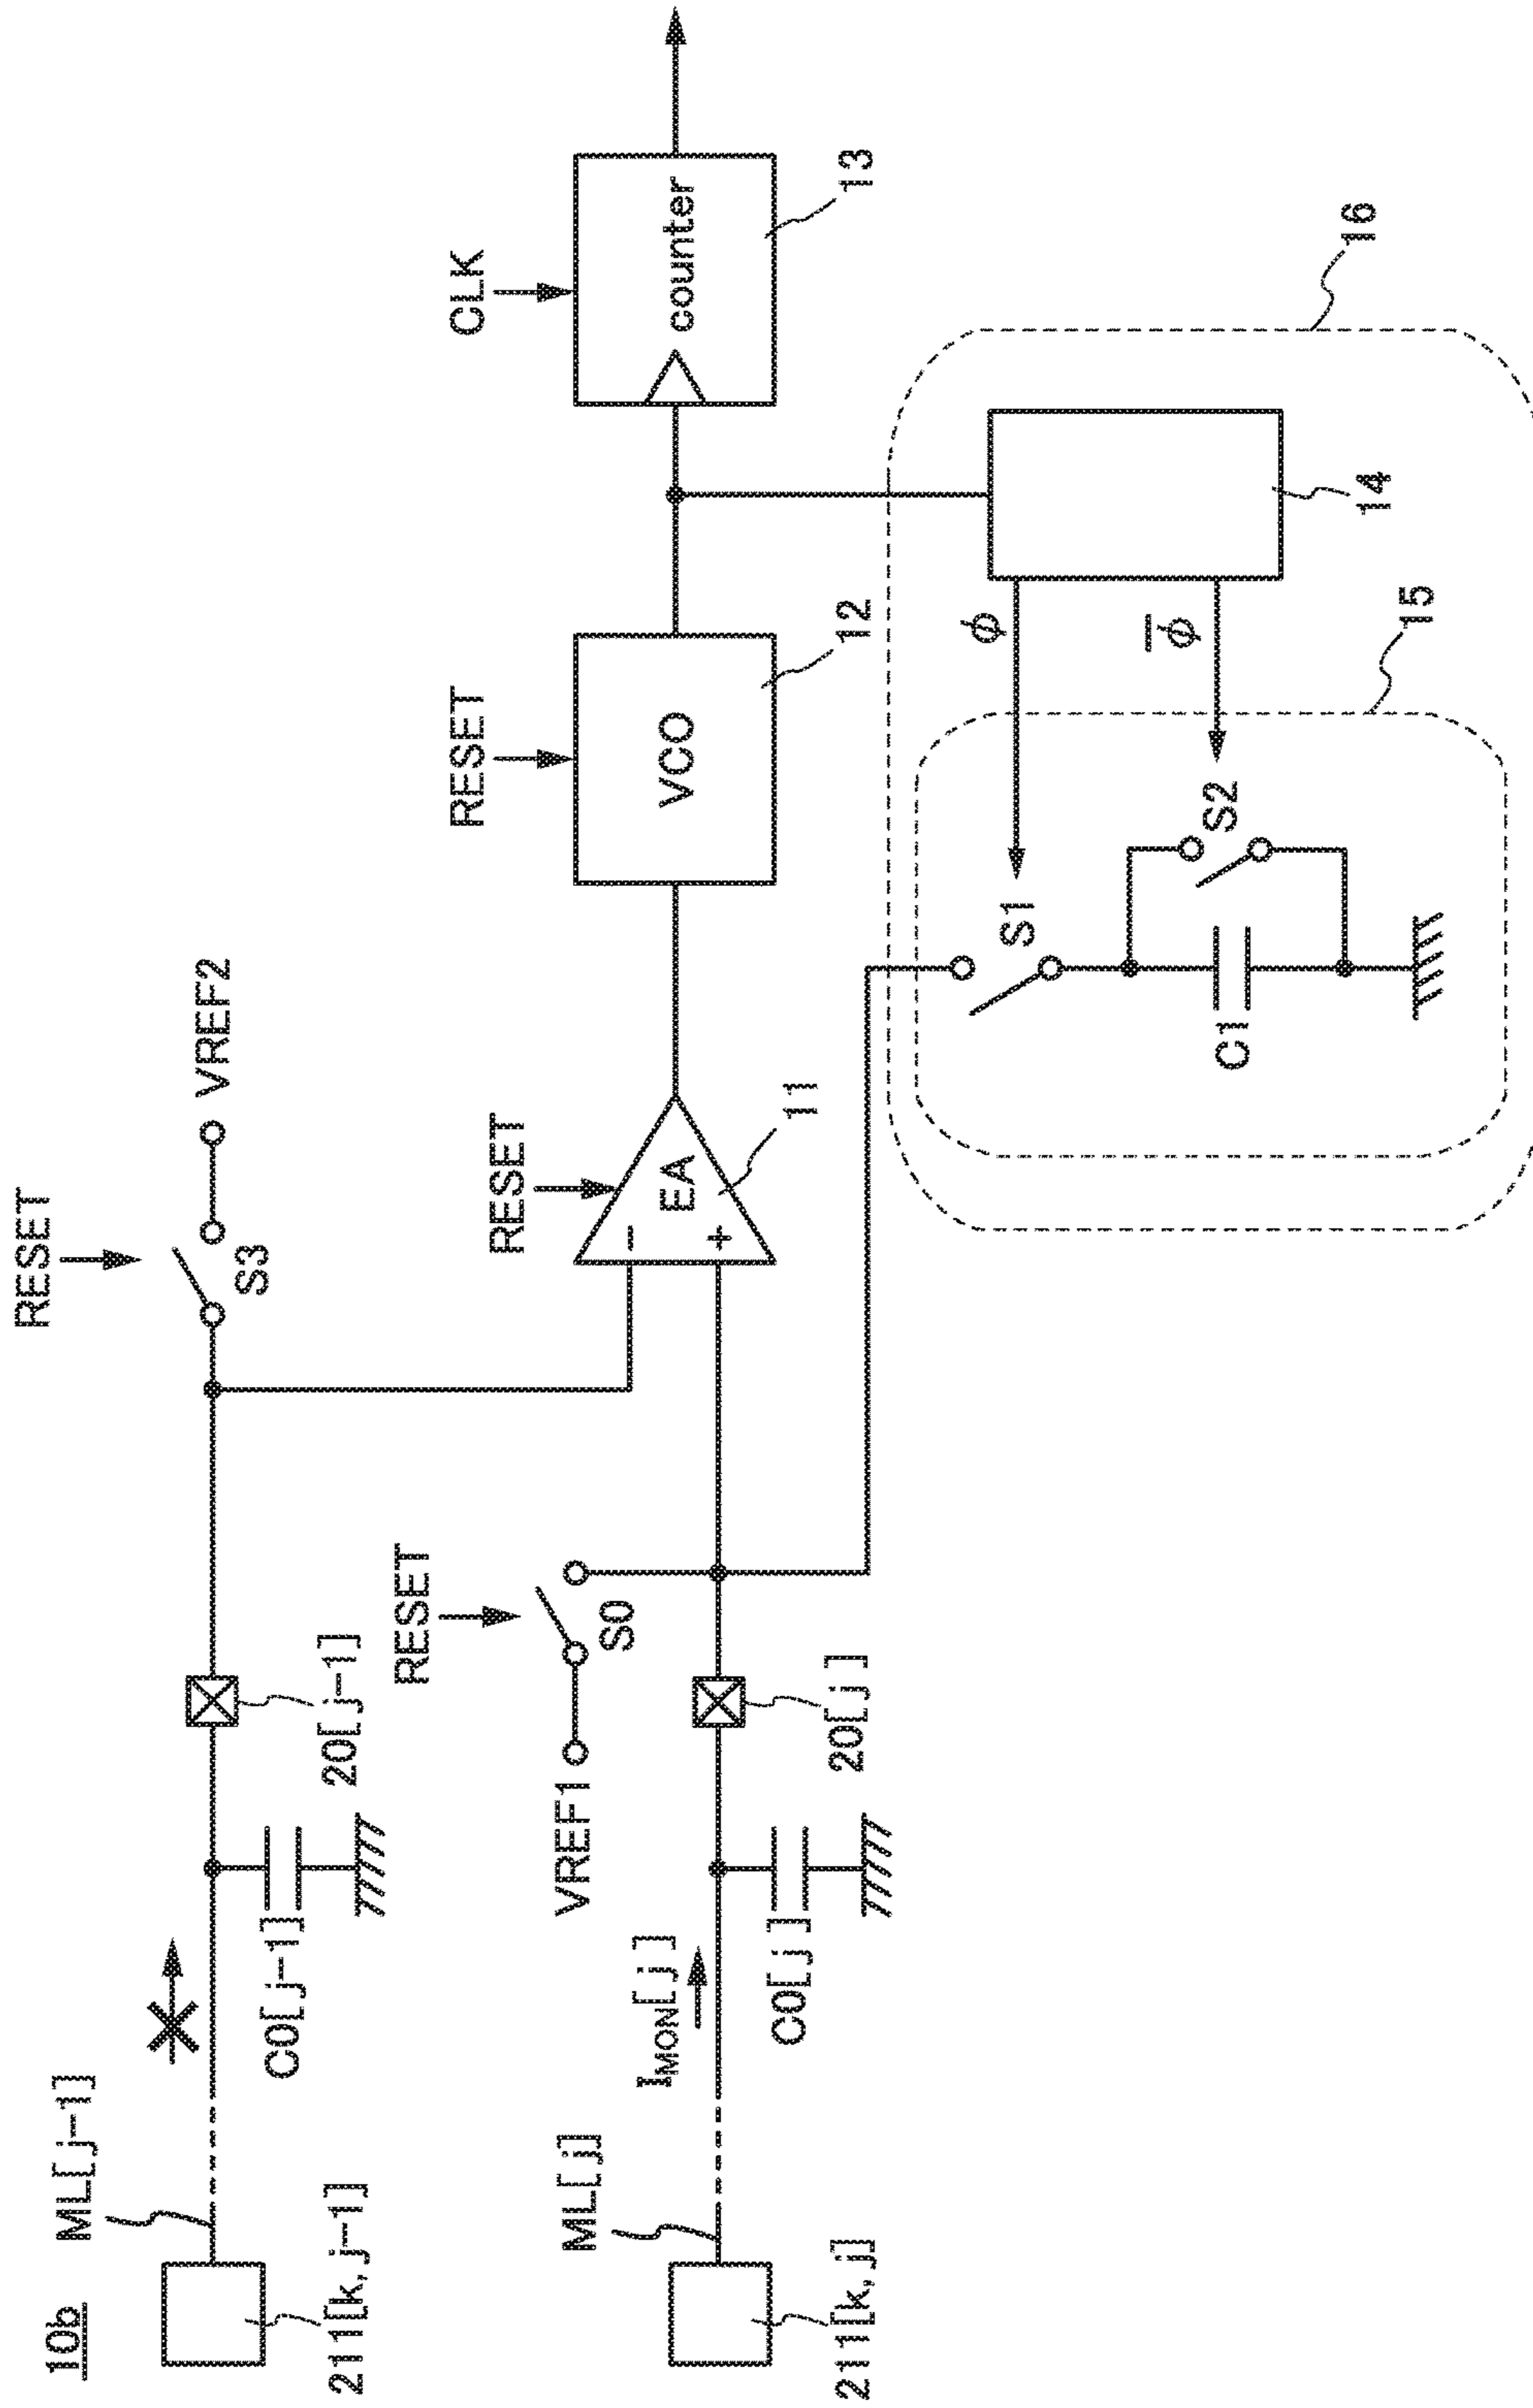 10b
ML[j-1]
211[k, j-1]
C0[j-1]
20[j-1]
RESET
S3
VREF2
ML[j]
211[k, j]
IMON[j]
C0[j]
20[j]
VREF1
RESET
S0
RESET
EA
-
+
11
RESET
VCO
12
CLK
counter
13
16
14
φ
φ̅
15
S1
S2
C1